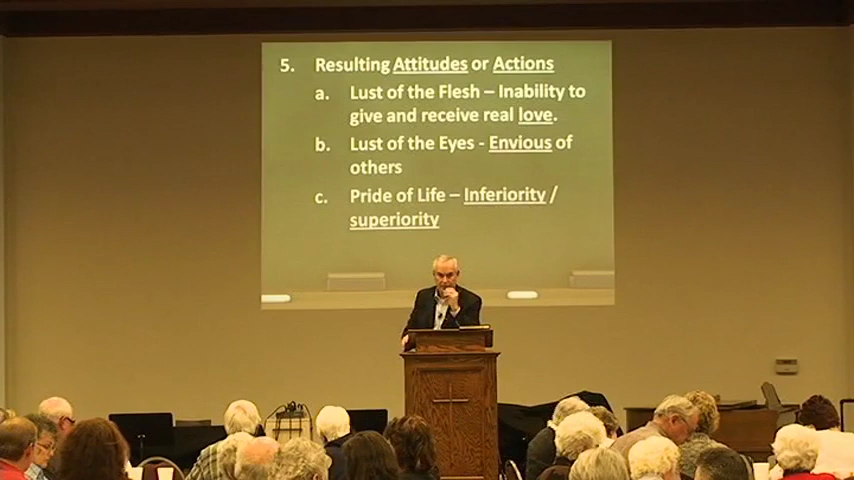 5. Resulting Attitudes or Actions
a. Lust of the Flesh – Inability to
give and receive real love.
b. Lust of the Eyes - Envious of
others
c. Pride of Life – Inferiority /
superiority